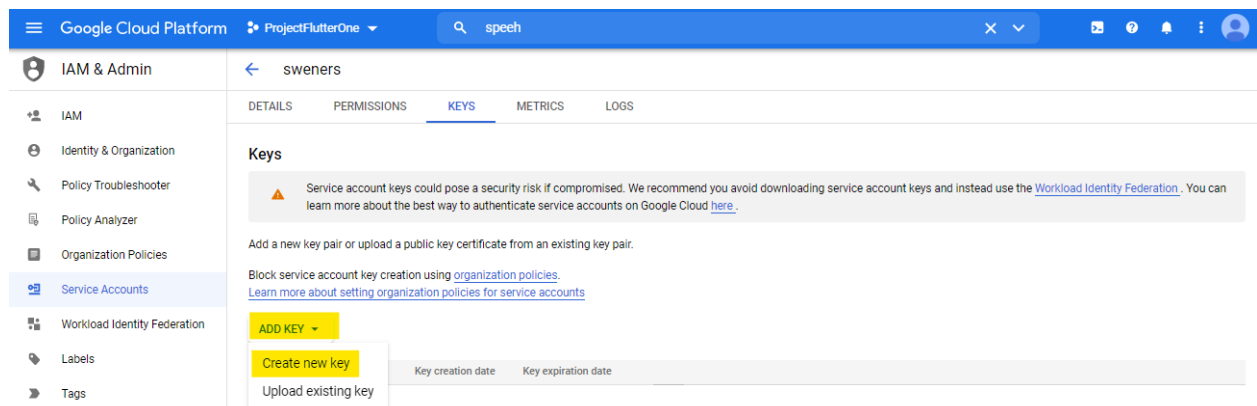 Google Cloud Platform ProjectFlutterOne speeh
IAM & Admin sweners
DETAILS PERMISSIONS KEYS METRICS LOGS
IAM
Identity & Organization
Policy Troubleshooter
Policy Analyzer
Organization Policies
Service Accounts
Workload Identity Federation
Labels
Tags
Keys
Service account keys could pose a security risk if compromised. We recommend you avoid downloading service account keys and instead use the Workload Identity Federation . You can
learn more about the best way to authenticate service accounts on Google Cloud here .
Add a new key pair or upload a public key certificate from an existing key pair.
Block service account key creation using organization policies.
Learn more about setting organization policies for service accounts
ADD KEY
Create new key
Upload existing key
Key creation date Key expiration date